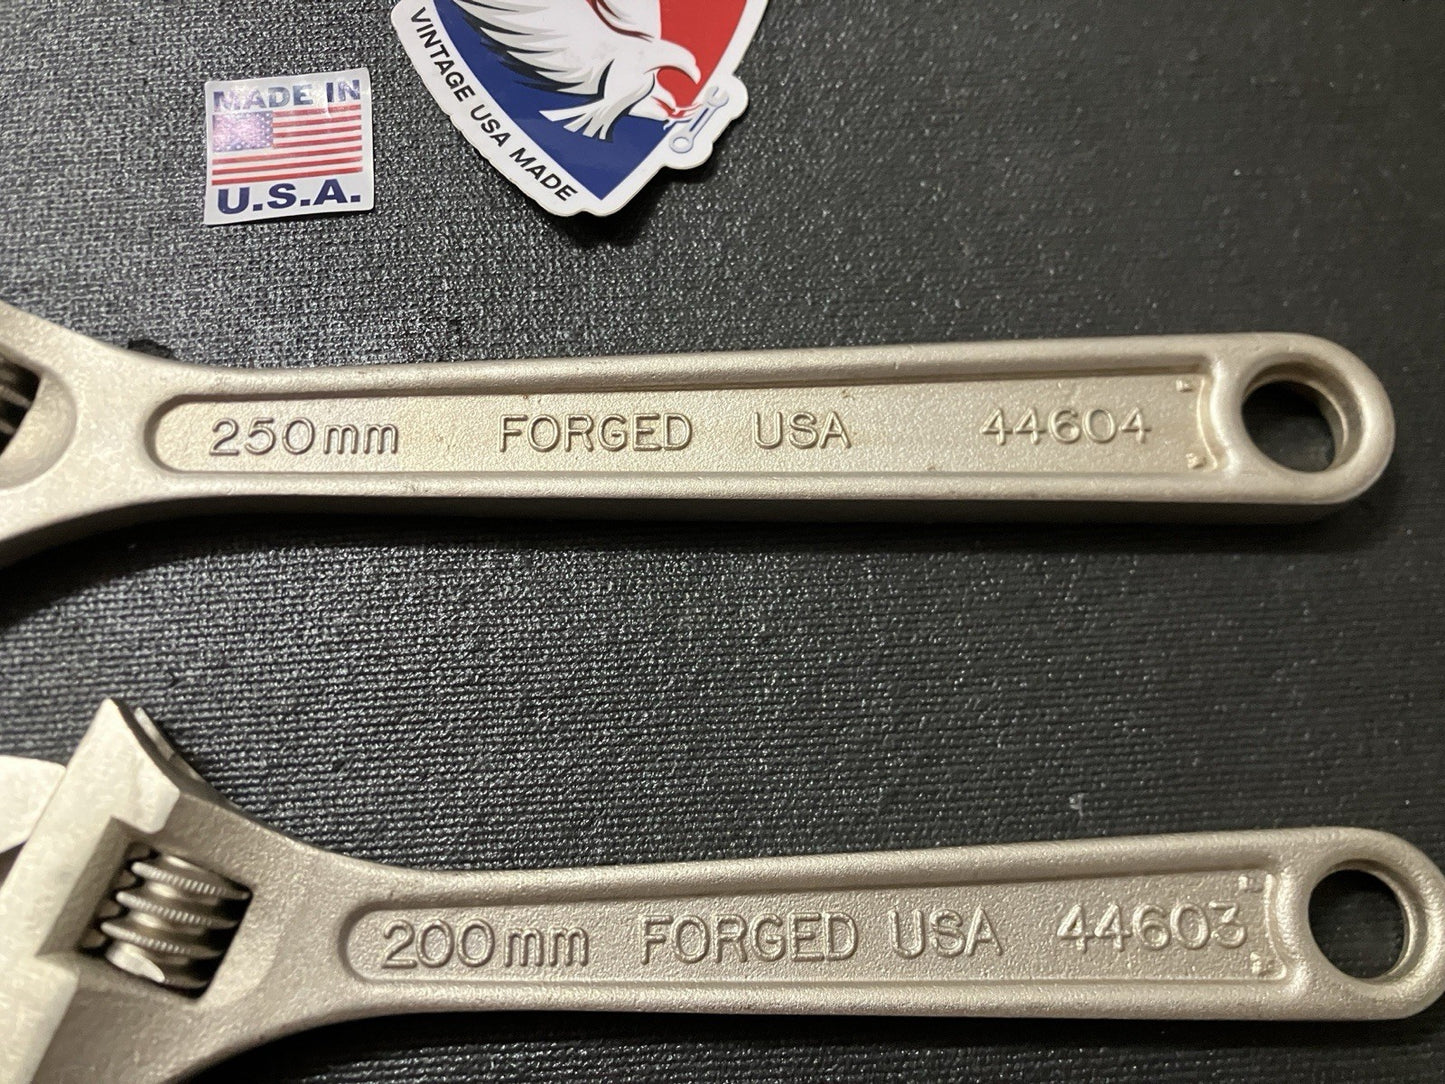 MADE IN
U.S.A.
VINTAGE USA MADE
250mm FORGED USA 44604
200mm FORGED USA 44603